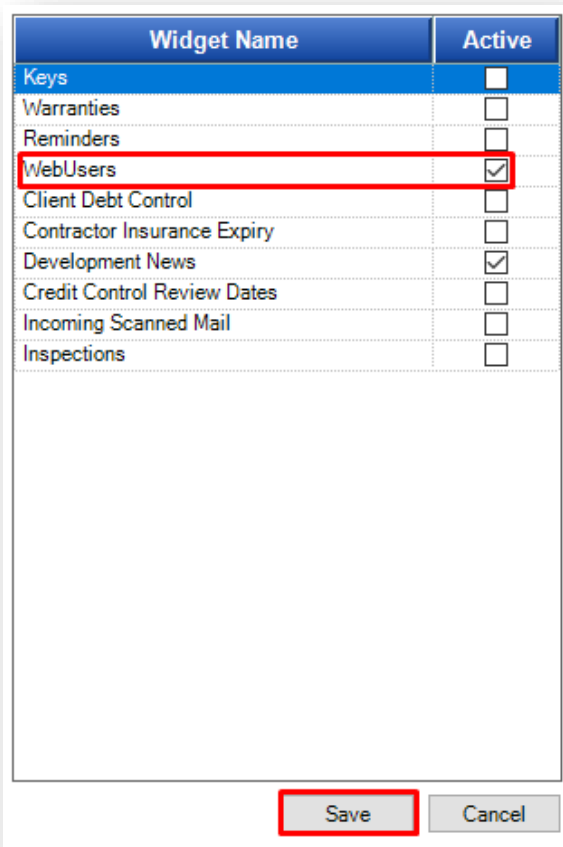 Widget Name Active
Keys
Warranties
Reminders
WebUsers
Client Debt Control
Contractor Insurance Expiry
Development News
Credit Control Review Dates
Incoming Scanned Mail
Inspections
Save Cancel